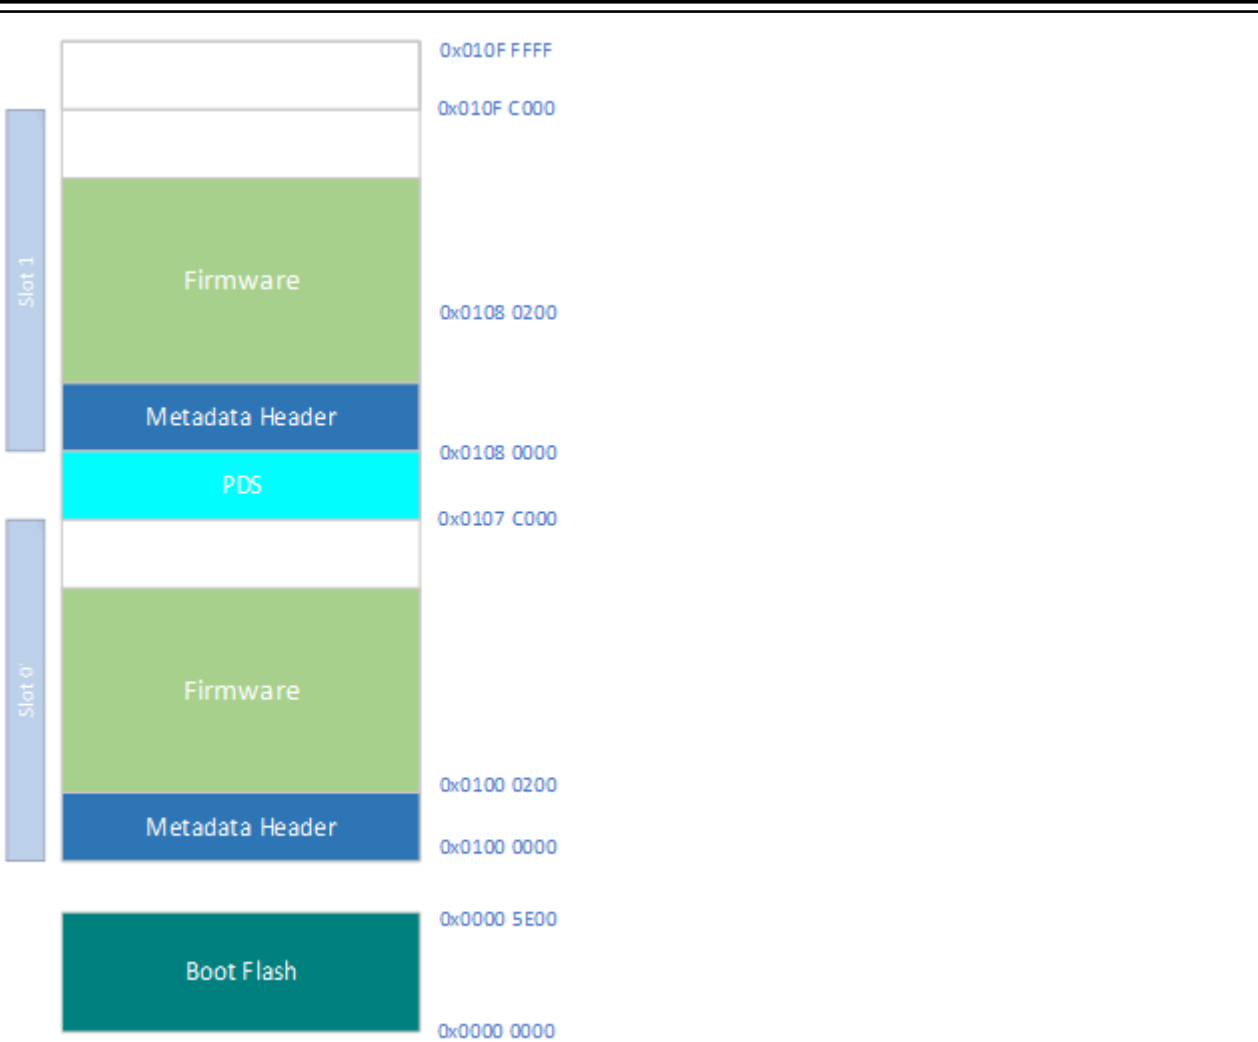 0x010F FFFF
0x010F C000
Slot 1
Firmware
0x0108 0200
Metadata Header
0x0108 0000
PDS
0x0107 C000
Slot 0'
Firmware
0x0100 0200
Metadata Header
0x0100 0000
0x0000 5E00
Boot Flash
0x0000 0000